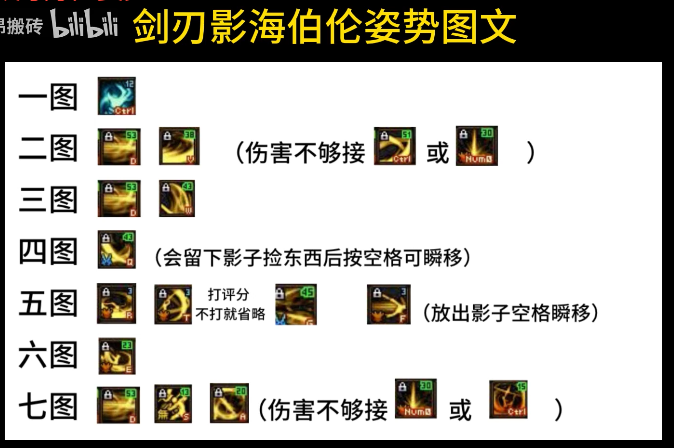 昂搬砖 bilibili 剑刃影海伯伦姿势图文
一图 12 Ctrl
二图 53 D 38 V （伤害不够接 51 Ctrl 或 30 Num0 ）
三图 53 D 43 W
四图 43 Q （会留下影子捡东西后按空格可瞬移）
五图 3 R 3 T 打评分 45 G 3 F （放出影子空格瞬移）
不打就省略
六图 23 E
七图 53 D 13 S 20 A （伤害不够接 30 Num0 或 15 Ctrl ）